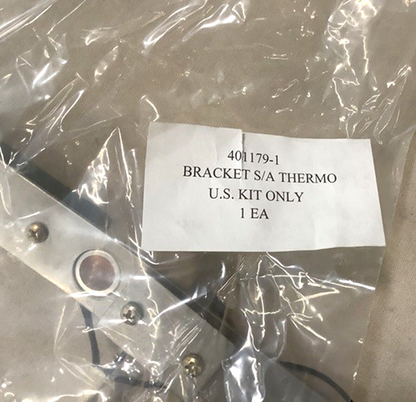 401179-1
BRACKET S/A THERMO
U.S. KIT ONLY
1 EA